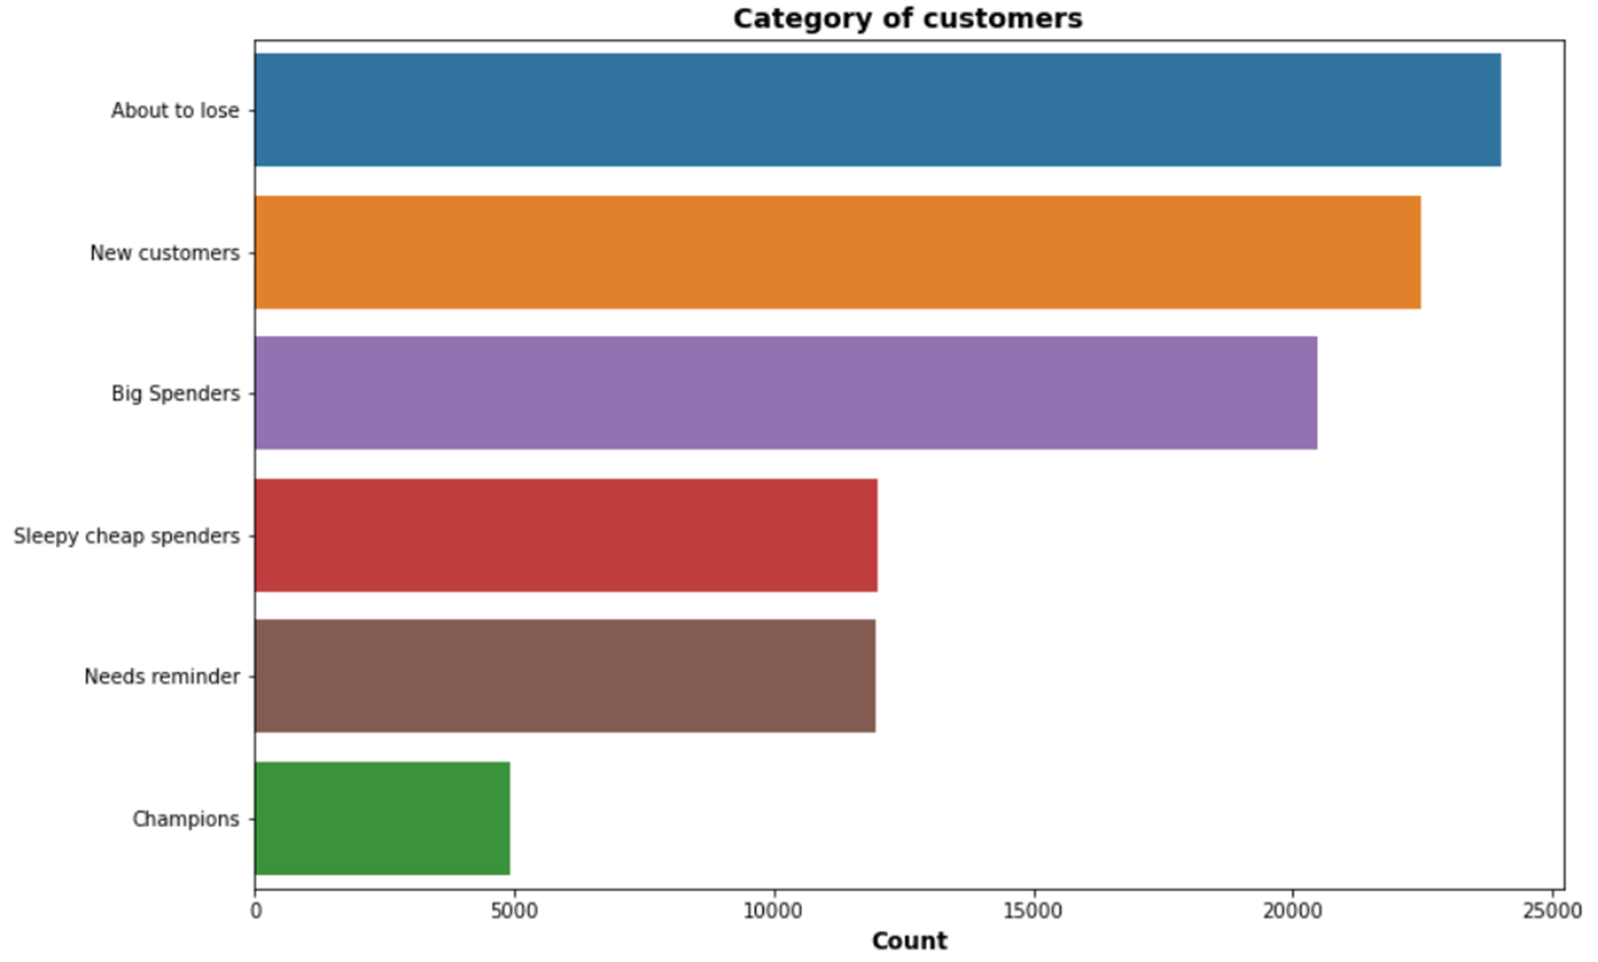 Category of customers
About to lose
New customers
Big Spenders
Sleepy cheap spenders
Needs reminder
Champions
0 5000 10000 15000 20000 25000
Count